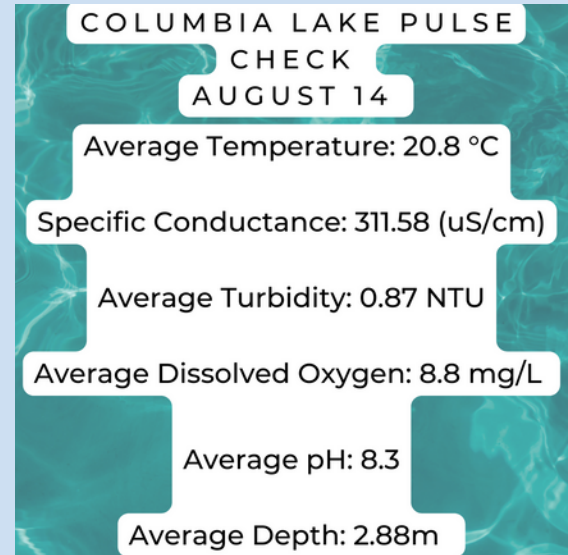 COLUMBIA LAKE PULSE
CHECK
AUGUST 14
Average Temperature: 20.8 °C
Specific Conductance: 311.58 (uS/cm)
Average Turbidity: 0.87 NTU
Average Dissolved Oxygen: 8.8 mg/L
Average pH: 8.3
Average Depth: 2.88m